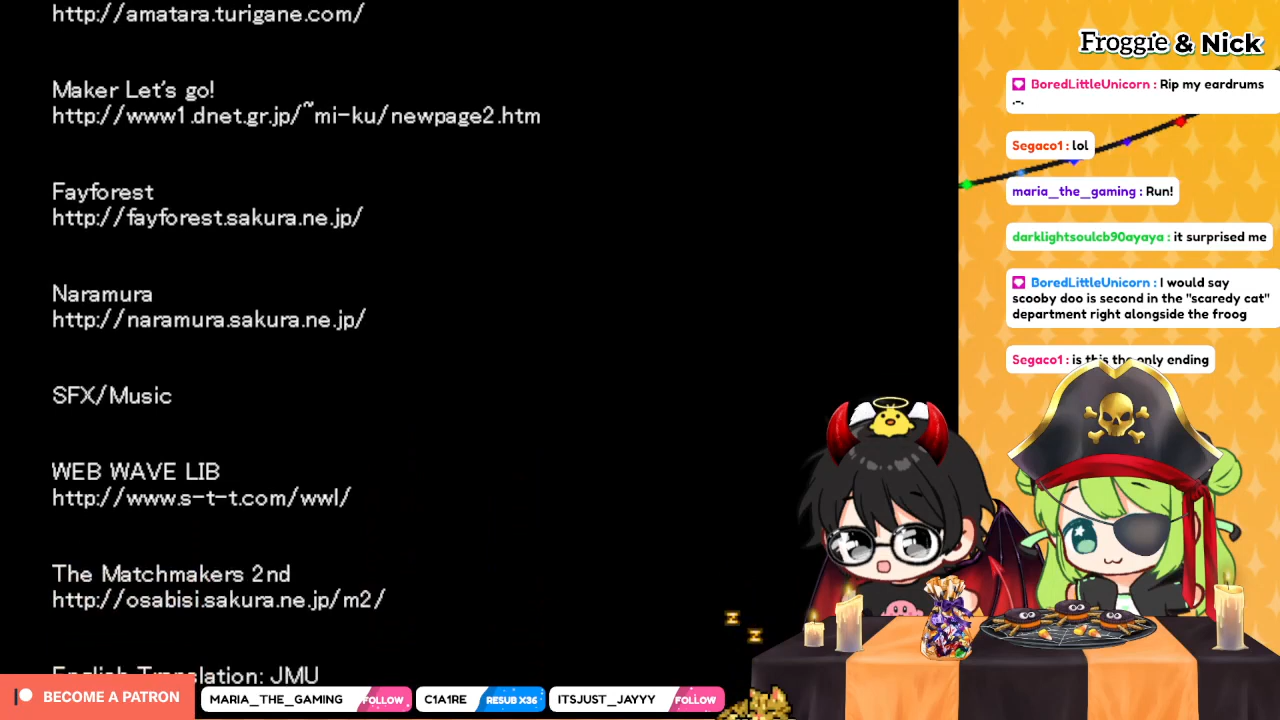 http://amatara.turigane.com/
Maker Let's go!
http://www1.dnet.gr.jp/~mi-ku/newpage2.htm
Fayforest
http://fayforest.sakura.ne.jp/
Naramura
http://naramura.sakura.ne.jp/
SFX/Music
WEB WAVE LIB
http://www.s-t-t.com/wwl/
The Matchmakers 2nd
http://osabisi.sakura.ne.jp/m2/
English Translation: JMU
Froggie & Nick
BoredLittleUnicorn : Rip my eardrums
.-.
Segaco1 : lol
maria_the_gaming : Run!
darklightsoulcb90ayaya : it surprised me
BoredLittleUnicorn : I would say
scooby doo is second in the "scaredy cat"
department right alongside the froog
Segaco1 : is this the only ending
BECOME A PATRON
MARIA_THE_GAMING FOLLOW
C1A1RE RESUB X36
ITSJUST_JAYYY FOLLOW
z
z